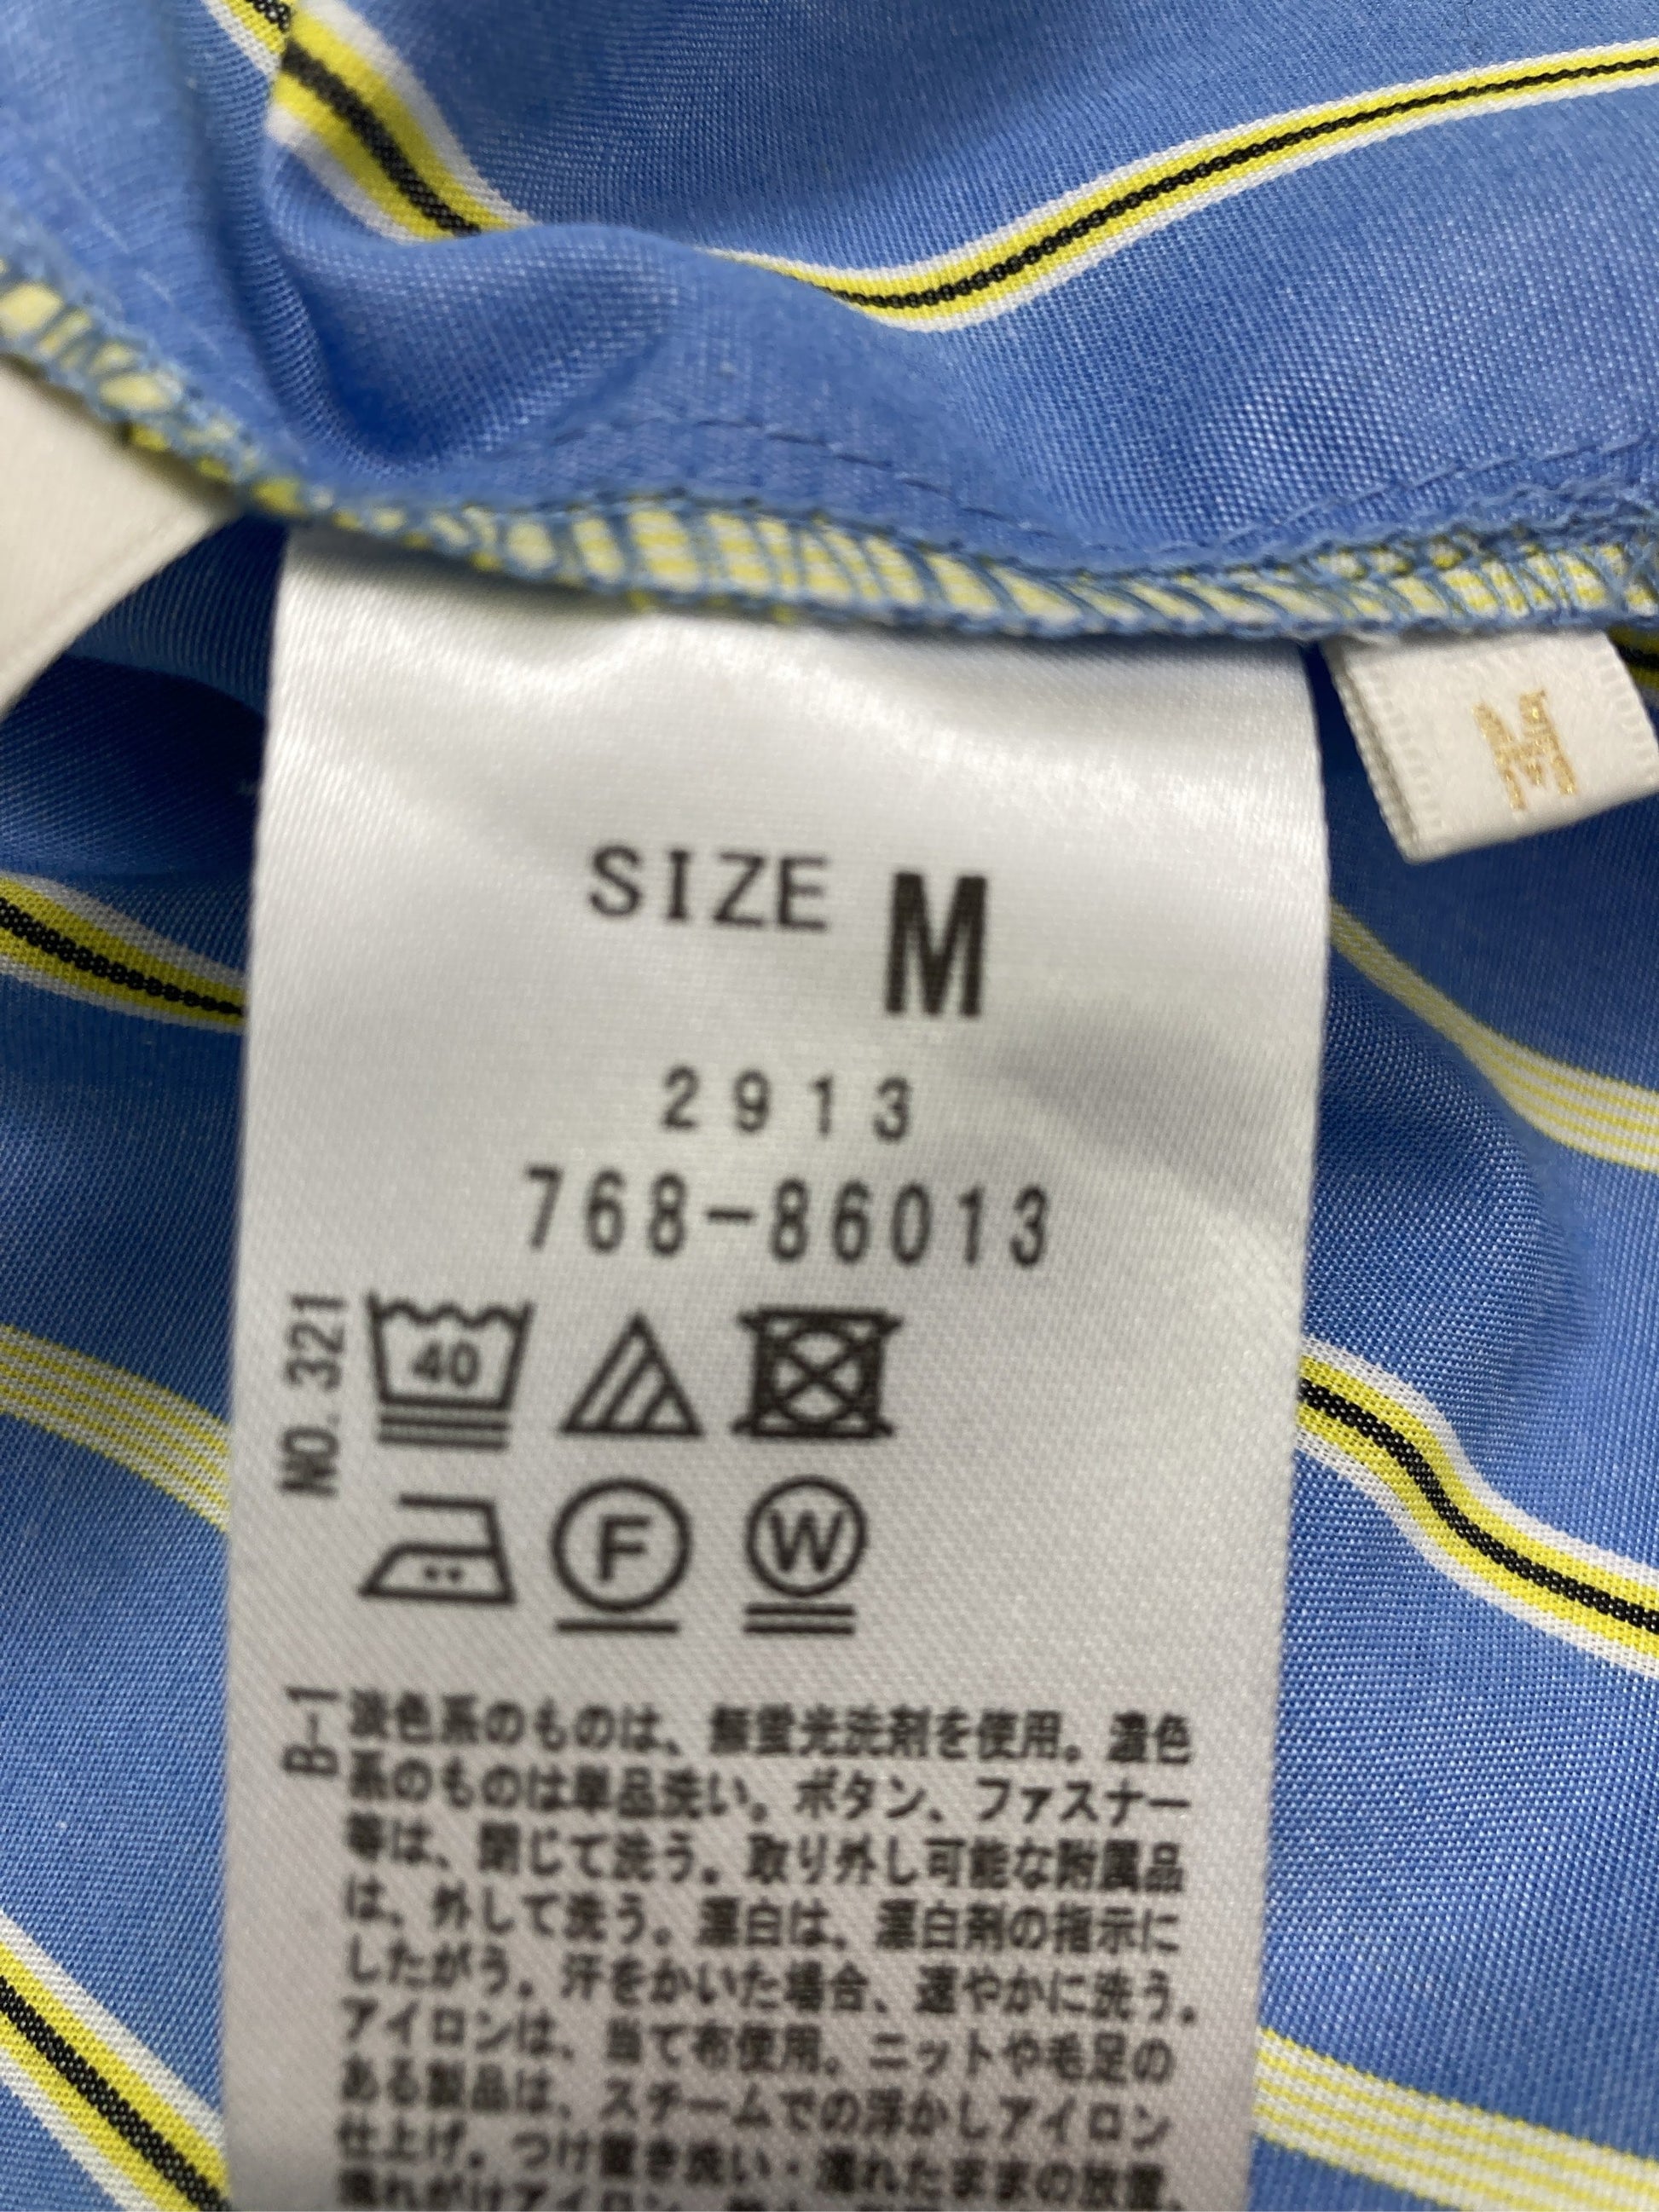 M
SIZE M
2913
768-86013
NO. 321
40
F
W
B-1
淡色系のものは、無蛍光洗剤を使用。濃色
系のものは単品洗い。ボタン、ファスナー
等は、閉じて洗う。取り外し可能な附属品
は、外して洗う。漂白は、漂白剤の指示に
したがう。汗をかいた場合、速やかに洗う。
アイロンは、当て布使用。ニットや毛足の
ある製品は、スチームでの浮かしアイロン
仕上げ。つけ置き洗い・濡れたままの放置、